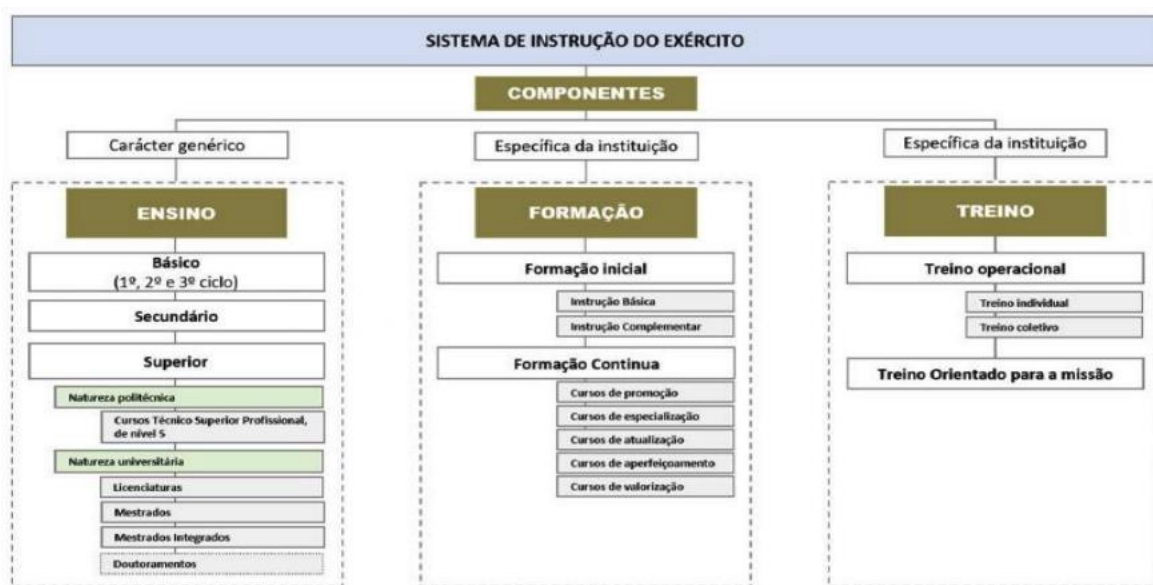 SISTEMA DE INSTRUÇÃO DO EXÉRCITO
COMPONENTES
Carácter genérico
ENSINO
Básico
(1º, 2º e 3º ciclo)
Secundário
Superior
Natureza politécnica
Cursos Técnico Superior Profissional,
de nível 5
Natureza universitária
Licenciaturas
Mestrados
Mestrados Integrados
Doutoramentos
Específica da instituição
FORMAÇÃO
Formação inicial
Instrução Básica
Instrução Complementar
Formação Continua
Cursos de promoção
Cursos de especialização
Cursos de atualização
Cursos de aperfeiçoamento
Cursos de valorização
Específica da instituição
TREINO
Treino operacional
Treino individual
Treino coletivo
Treino Orientado para a missão